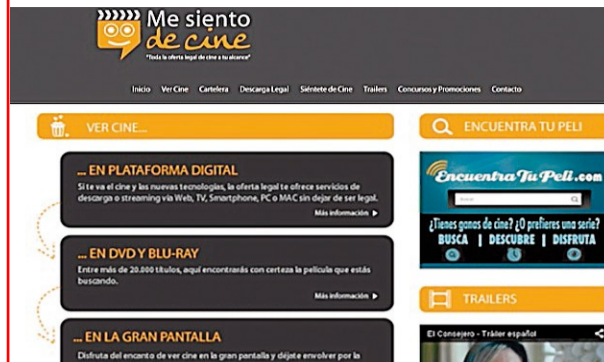 Me siento
de cine
"Toda la oferta legal de cine a tu alcance"
Inicio Ver Cine Cartelera Descarga Legal Siéntete de Cine Trailers Concursos y Promociones Contacto
VER CINE...
... EN PLATAFORMA DIGITAL
Si te va el cine y las nuevas tecnologías, la oferta legal te ofrece servicios de
descarga o streaming vía Web, TV, Smartphone, PC o MAC sin dejar de ser legal.
Más información
... EN DVD Y BLU-RAY
Entre más de 20.000 títulos, aquí encontrarás con certeza la película que estás
buscando.
Más información
... EN LA GRAN PANTALLA
Disfruta del encanto de ver cine en la gran pantalla y déjate envolver por la
ENCUENTRA TU PELI
Encuentra Tu Peli.com
¿Tienes ganas de cine? ¿O prefieres una serie?
BUSCA | DESCUBRE | DISFRUTA
TRAILERS
El Consejero - Tráiler español